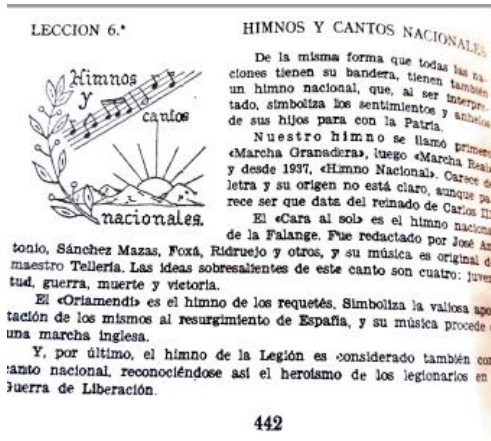 LECCION 6.ª
HIMNOS Y CANTOS NACIONALES
Himnos
y
cantos
nacionales.
De la misma forma que todas las na-
ciones tienen su bandera, tienen también
un himno nacional, que, al ser interpre-
tado, simboliza los sentimientos y anhelos
de sus hijos para con la Patria.
Nuestro himno se llamó primero
«Marcha Granadera», luego «Marcha Real»
y desde 1937, «Himno Nacional». Carece de
letra y su origen no está claro, aunque pa
rece ser que data del reinado de Carlos III
El «Cara al sol» es el himno nacional
de la Falange. Fue redactado por José An
tonio, Sánchez Mazas, Foxá, Ridruejo y otros, y su música es original d
maestro Tellería. Las ideas sobresalientes de este canto son cuatro: juven
tud, guerra, muerte y victoria.
El «Oriamendi» es el himno de los requetés. Simboliza la valiosa apo
tación de los mismos al resurgimiento de España, y su música procede
una marcha inglesa.
Y, por último, el himno de la Legión es considerado también com
canto nacional, reconociéndose así el heroísmo de los legionarios en
Guerra de Liberación.
442